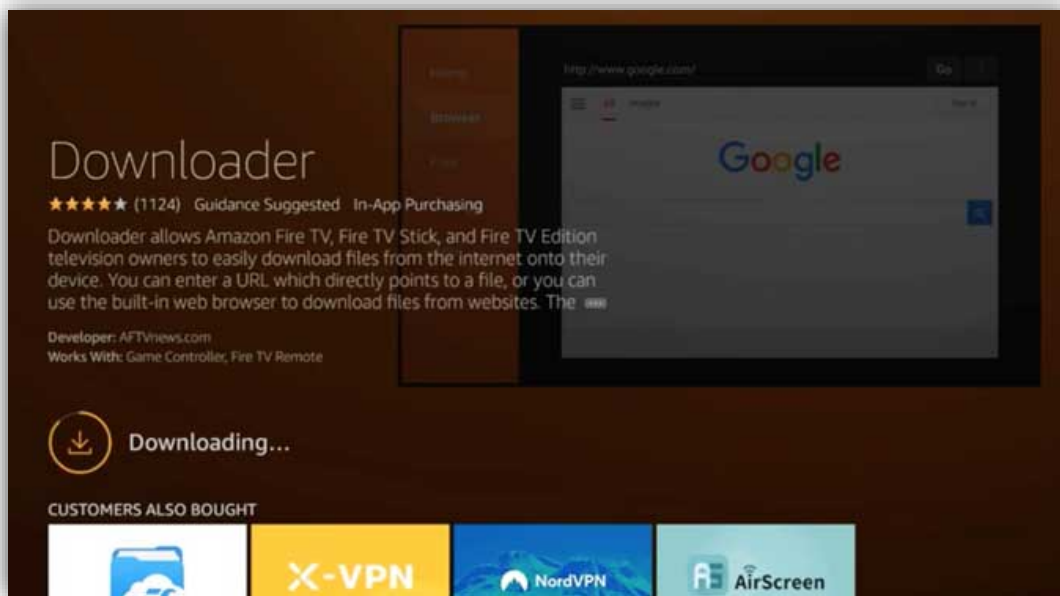 Downloader
(1124) Guidance Suggested In-App Purchasing
Downloader allows Amazon Fire TV, Fire TV Stick, and Fire TV Edition
television owners to easily download files from the internet onto their
device. You can enter a URL which directly points to a file, or you can
use the built-in web browser to download files from websites. The
Developer: AFTVnews.com
Works With: Game Controller, Fire TV Remote
Home
Browser
Files
http://www.google.com/
Go
All
Google
Downloading...
CUSTOMERS ALSO BOUGHT
X-VPN
NordVPN
AirScreen